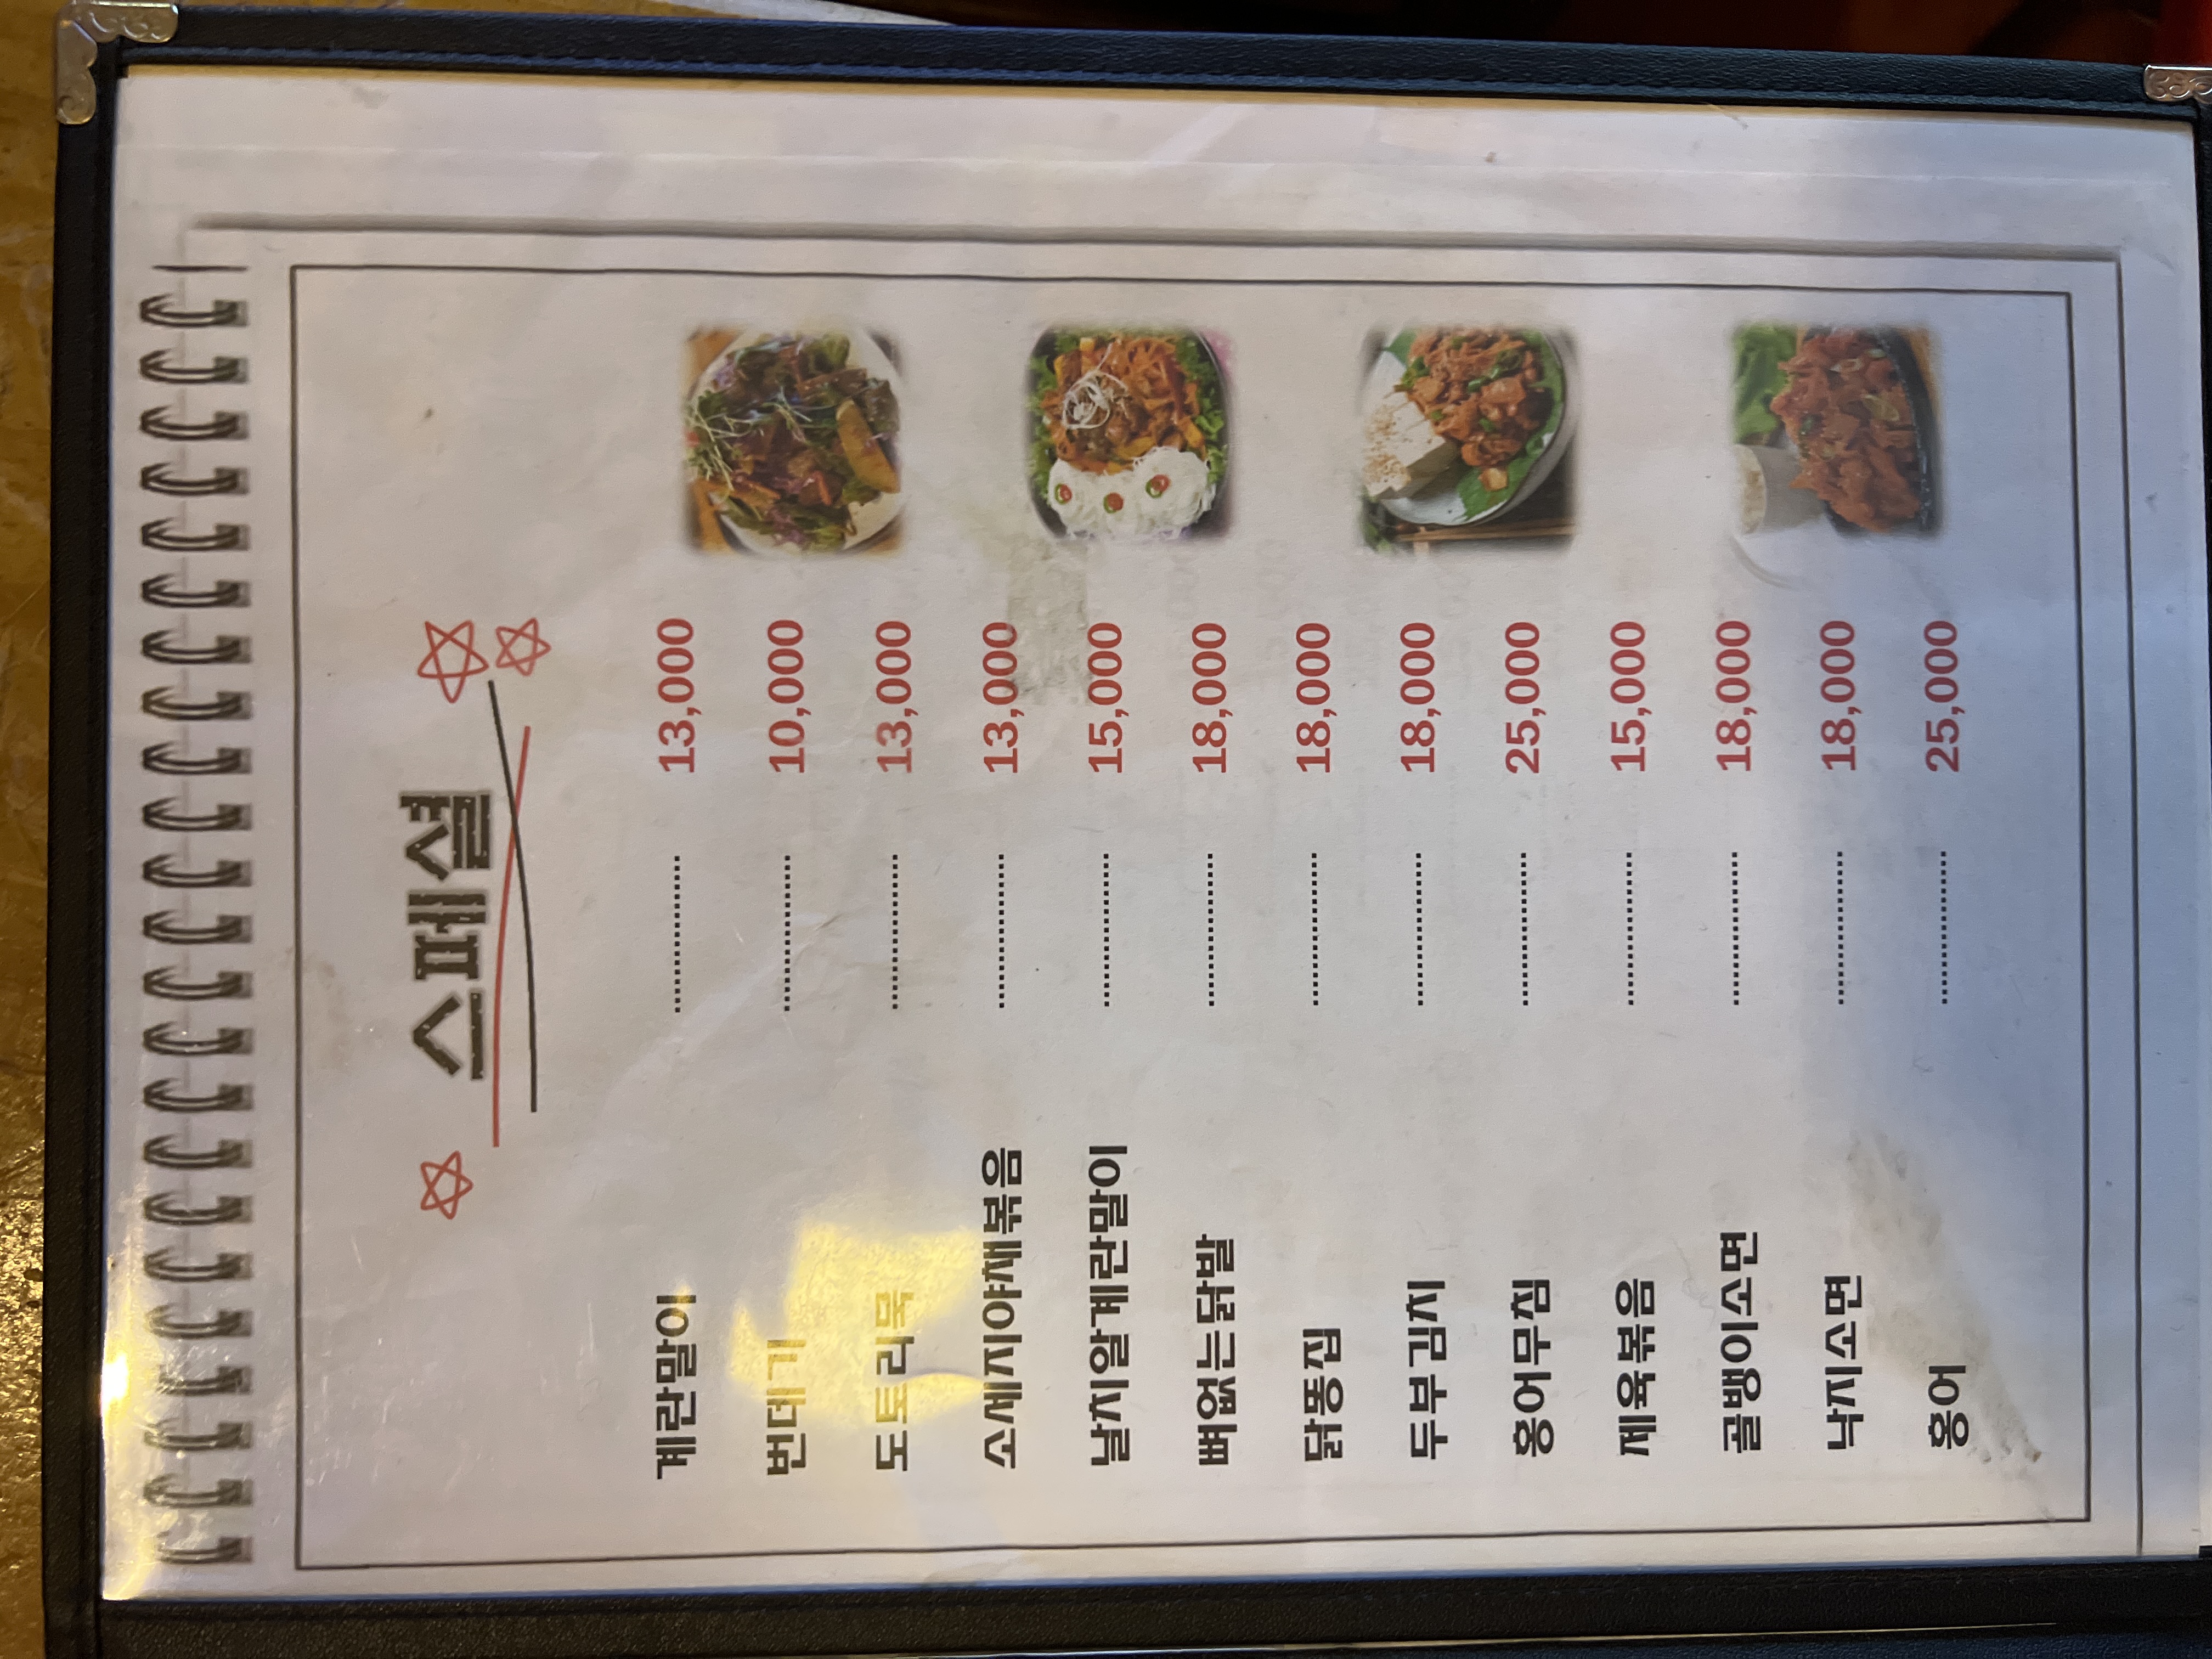 스페셜
계란말이 ................. 13,000
번데기 ................. 10,000
도토리묵 ................. 13,000
소세지야채볶음 ................. 13,000
날치알계란말이 ................. 15,000
뼈없는닭발 ................. 18,000
닭똥집 ................. 18,000
두부김치 ................. 18,000
홍어무침 ................. 25,000
제육볶음 ................. 15,000
골뱅이소면 ................. 18,000
낙지소면 ................. 18,000
홍어 ................. 25,000